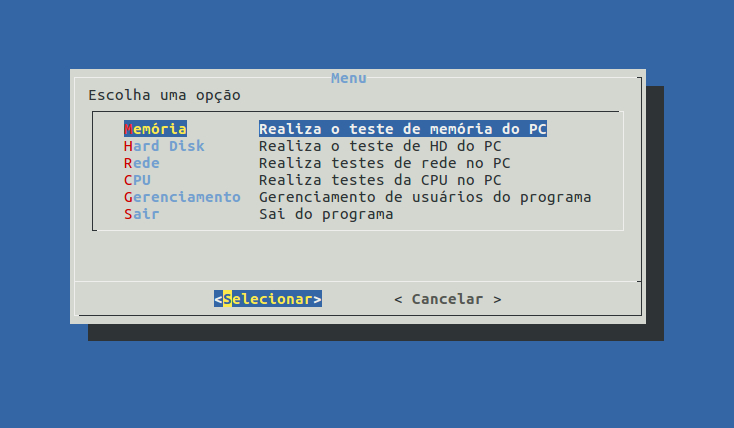 Menu
Escolha uma opção
Memória Realiza o teste de memória do PC
Hard Disk Realiza o teste de HD do PC
Rede Realiza testes de rede no PC
CPU Realiza testes da CPU no PC
Gerenciamento Gerenciamento de usuários do programa
Sair Sai do programa
<Selecionar> < Cancelar >